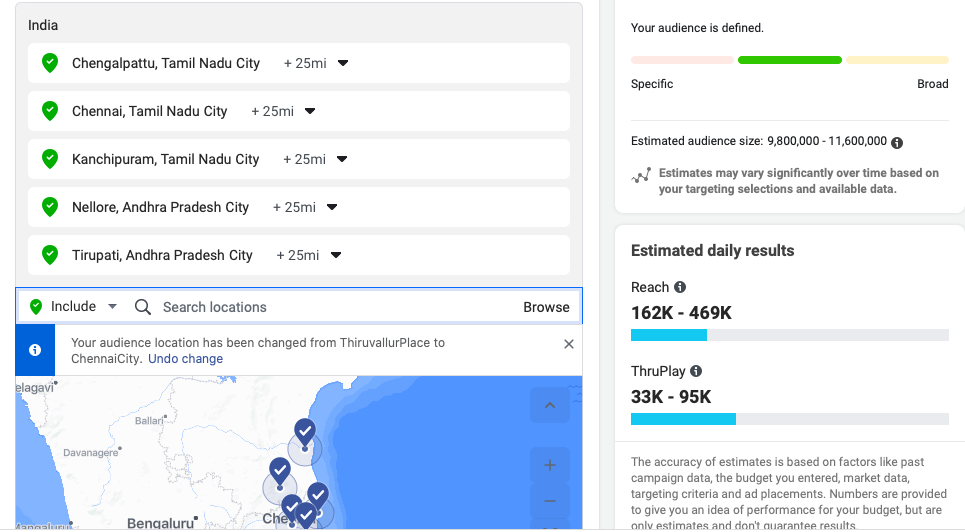 India
Chengalpattu, Tamil Nadu City + 25mi
Chennai, Tamil Nadu City + 25mi
Kanchipuram, Tamil Nadu City + 25mi
Nellore, Andhra Pradesh City + 25mi
Tirupati, Andhra Pradesh City + 25mi
Include Search locations Browse
Your audience location has been changed from ThiruvallurPlace to
ChennaiCity. Undo change
elagavi
Ballari
Davanagere
Mangaluru
Bengaluru
Che
Your audience is defined.
Specific Broad
Estimated audience size: 9,800,000 - 11,600,000
Estimates may vary significantly over time based on
your targeting selections and available data.
Estimated daily results
Reach
162K - 469K
ThruPlay
33K - 95K
The accuracy of estimates is based on factors like past
campaign data, the budget you entered, market data,
targeting criteria and ad placements. Numbers are provided
to give you an idea of performance for your budget, but are
only estimates and don't guarantee results.